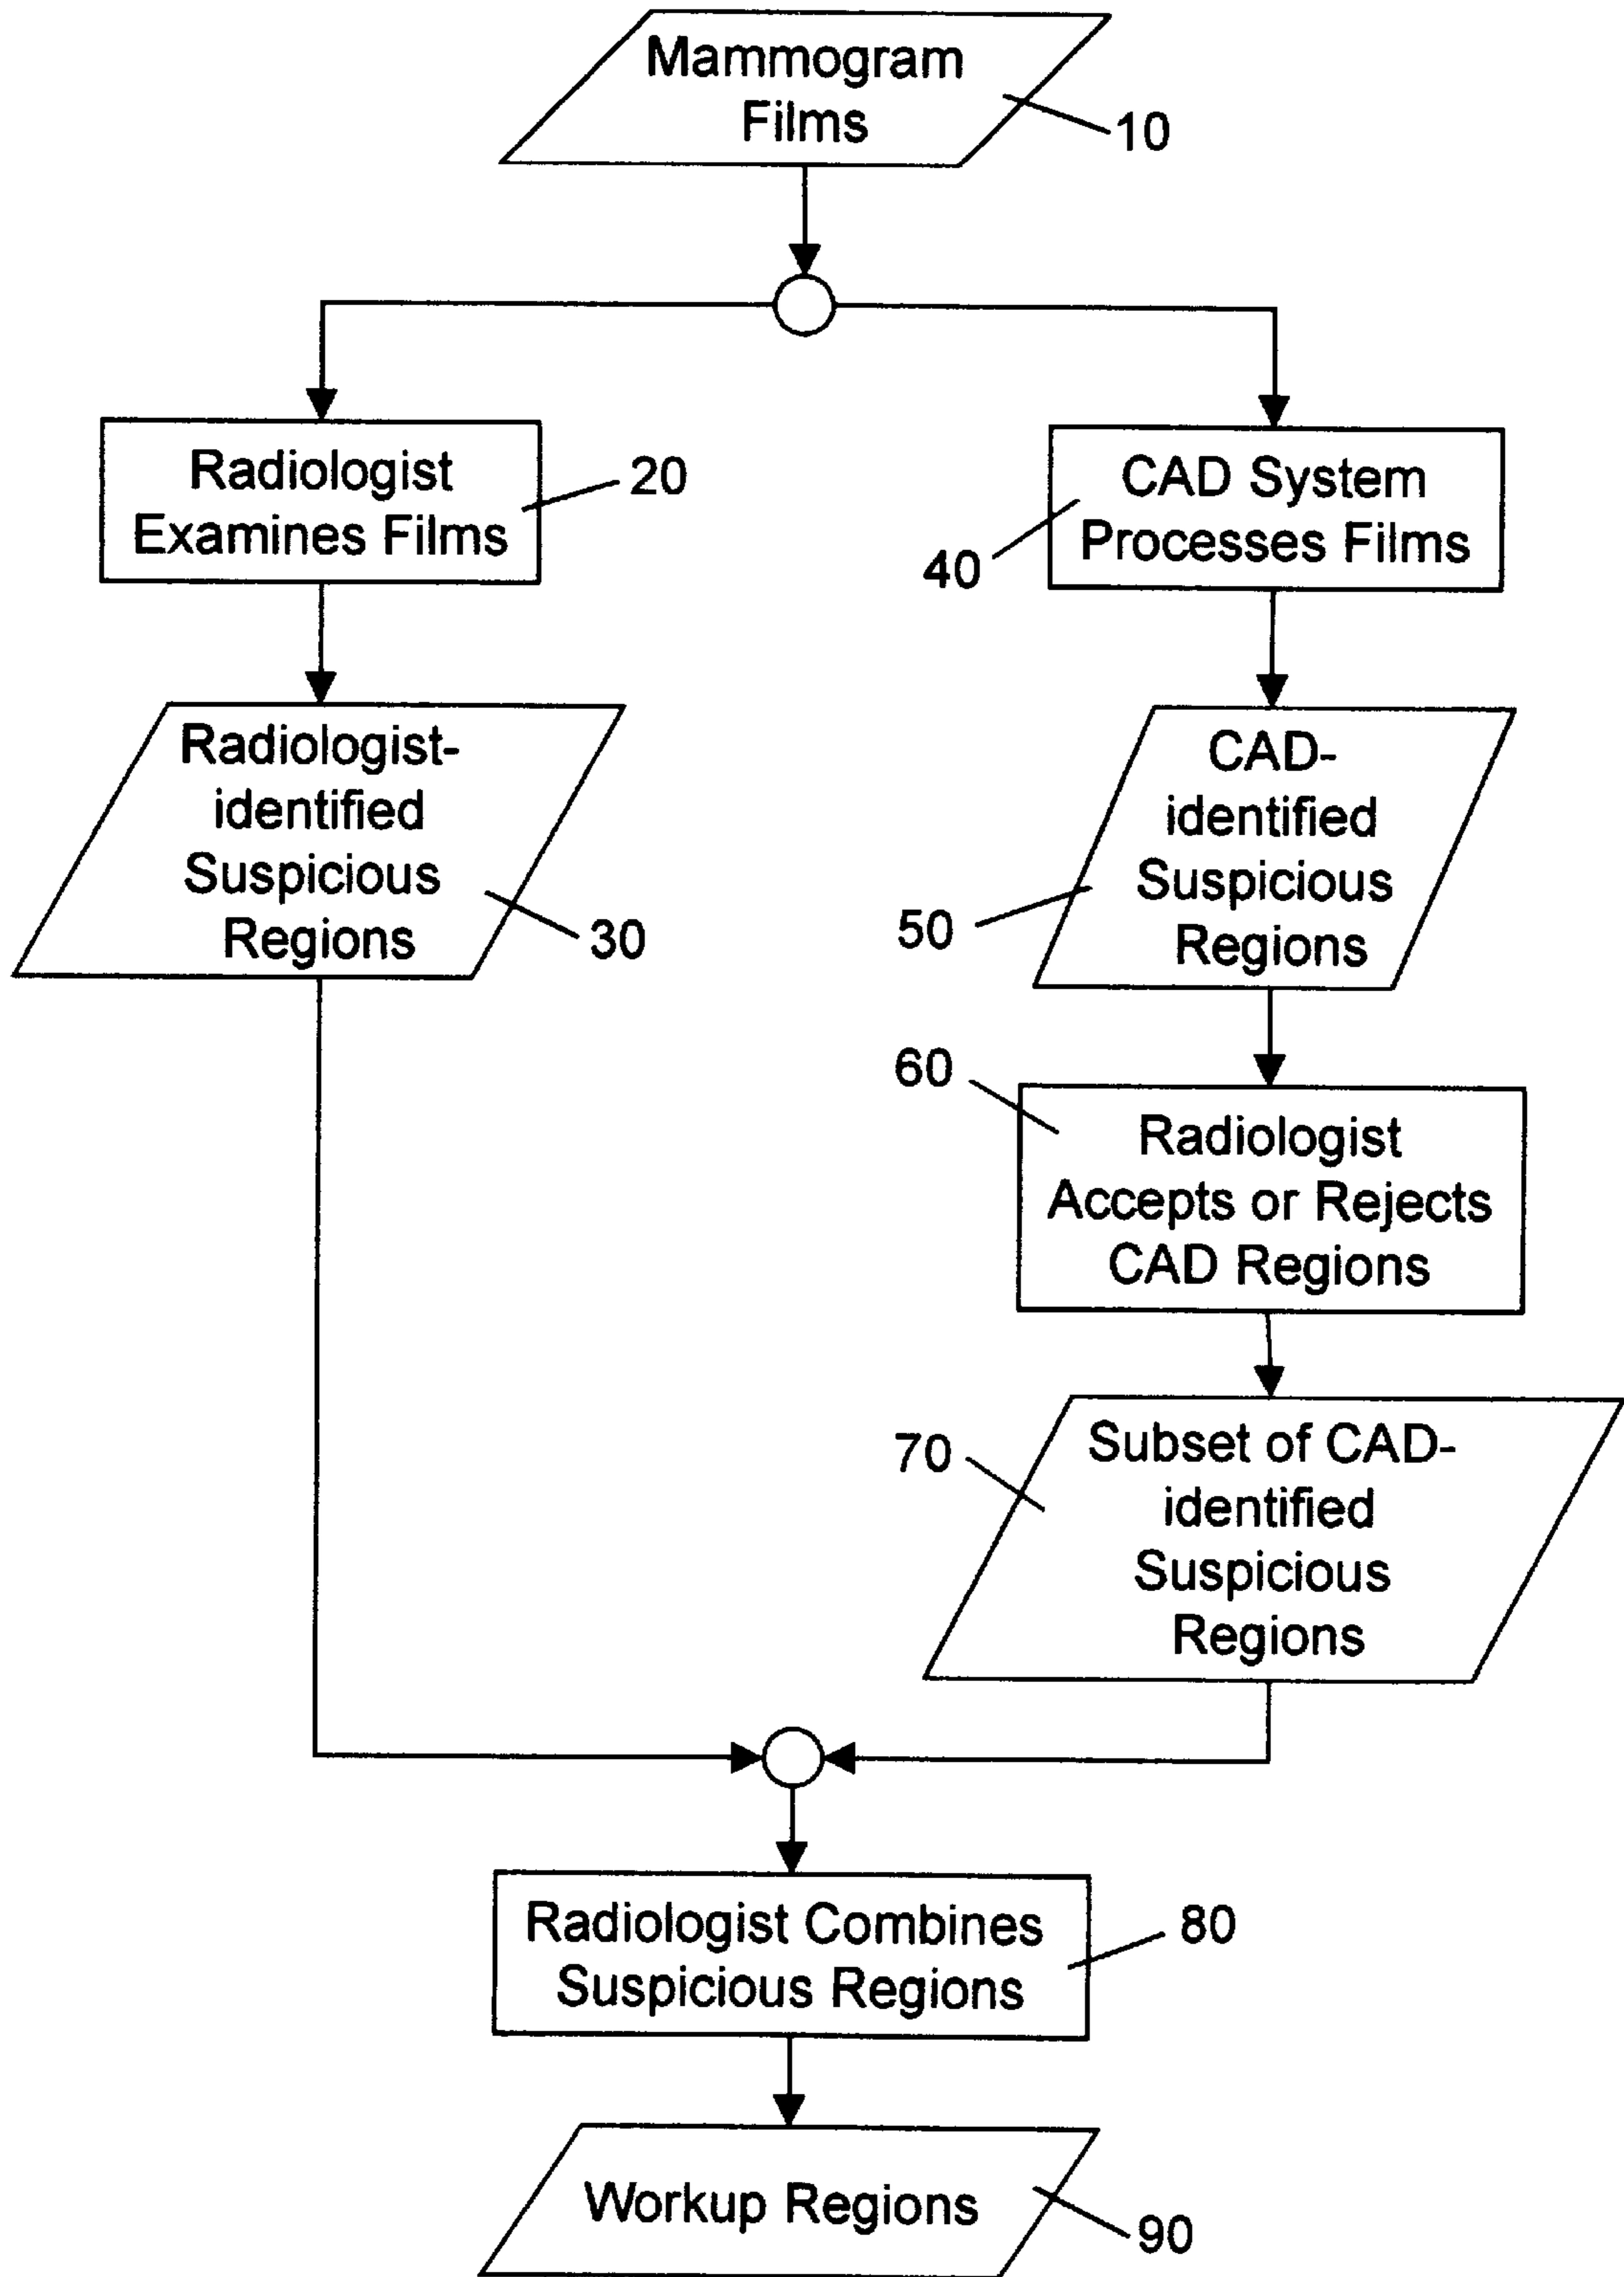 Mammogram
Films
10
Radiologist
Examines Films
20
CAD System
Processes Films
40
Radiologist-
identified
Suspicious
Regions
30
CAD-
identified
Suspicious
Regions
50
60
Radiologist
Accepts or Rejects
CAD Regions
70
Subset of CAD-
identified
Suspicious
Regions
Radiologist Combines
Suspicious Regions
80
Workup Regions
90